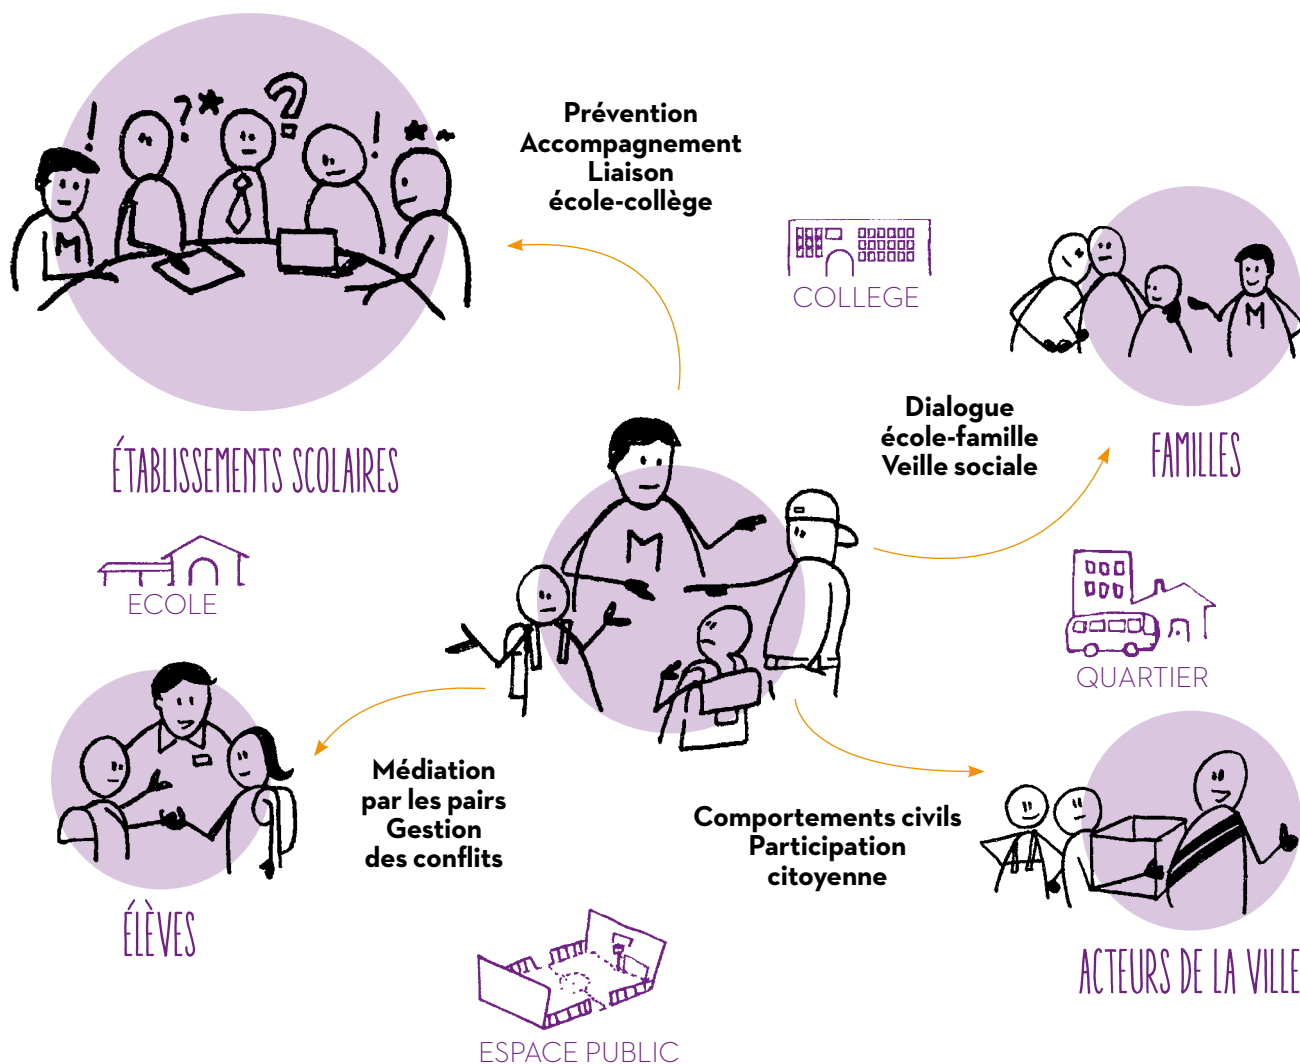 ! ? ?
!
M
Prévention
Accompagnement
Liaison
école-collège
COLLEGE
M
ÉTABLISSEMENTS SCOLAIRES
Dialogue
école-famille
Veille sociale
FAMILLES
M
ECOLE
QUARTIER
Médiation
par les pairs
Gestion
des conflits
ÉLÈVES
Comportements civils
Participation
citoyenne
ACTEURS DE LA VILLE
ESPACE PUBLIC